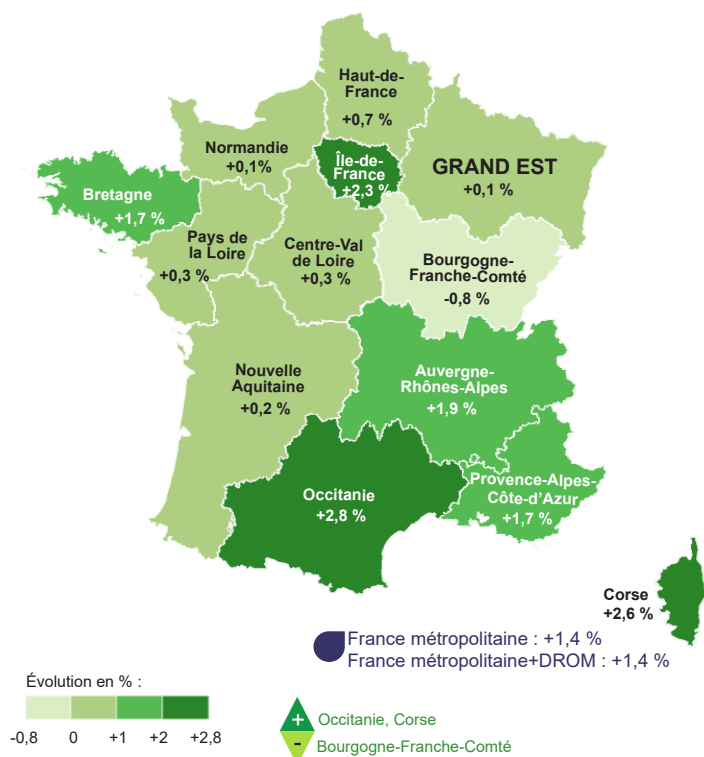 Haut-de-
France
+0,7 %
Normandie
+0,1%
Île-de-
France
+2,3 %
GRAND EST
+0,1 %
Bretagne
+1,7 %
Pays de
la Loire
+0,3 %
Centre-Val
de Loire
+0,3 %
Bourgogne-
Franche-Comté
-0,8 %
Nouvelle
Aquitaine
+0,2 %
Auvergne-
Rhônes-Alpes
+1,9 %
Occitanie
+2,8 %
Provence-Alpes-
Côte-d'Azur
+1,7 %
Corse
+2,6 %
France métropolitaine : +1,4 %
France métropolitaine+DROM : +1,4 %
Évolution en % :
-0,8 0 +1 +2 +2,8
+ Occitanie, Corse
- Bourgogne-Franche-Comté